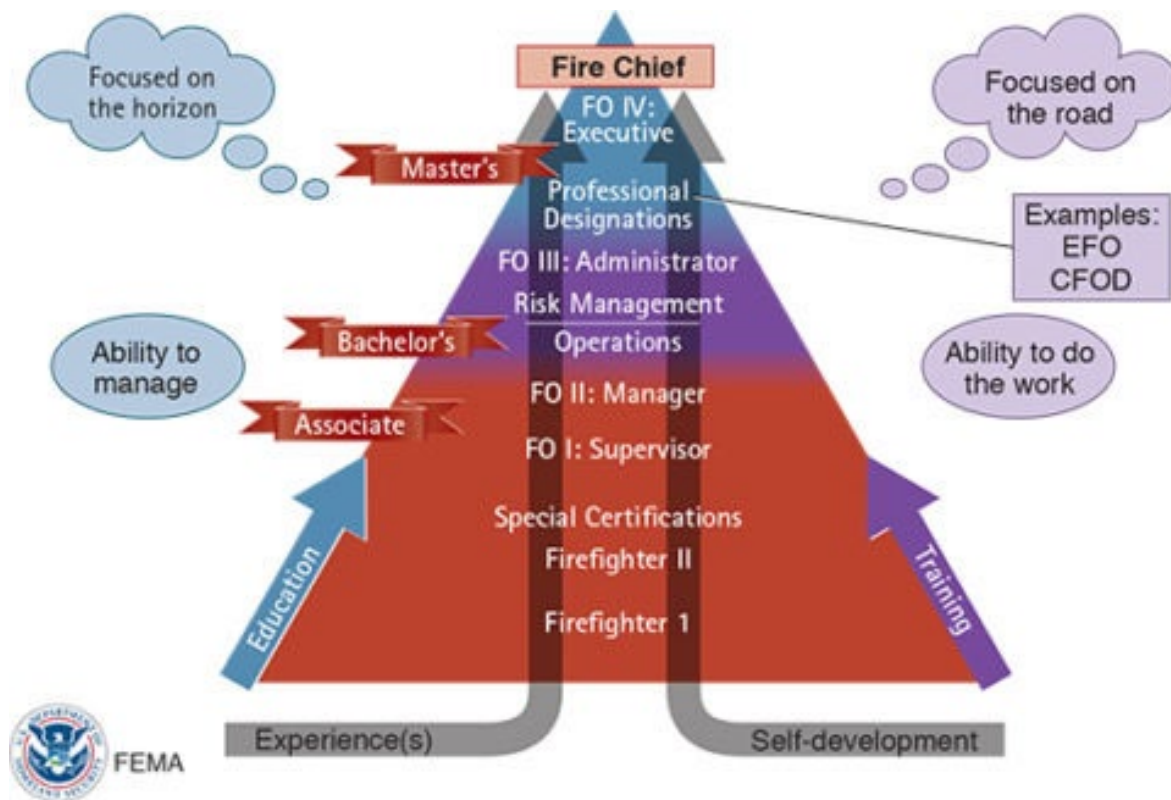 Focused on
the horizon
Fire Chief
Focused on
the road
FO IV:
Executive
Master's
Professional
Designations
Examples:
EFO
CFOD
FO III: Administrator
Risk Management
Bachelor's
Operations
Ability to
manage
Ability to do
the work
FO II: Manager
Associate
FO I: Supervisor
Special Certifications
Firefighter II
Firefighter 1
Education
Training
Experience(s)
Self-development
FEMA